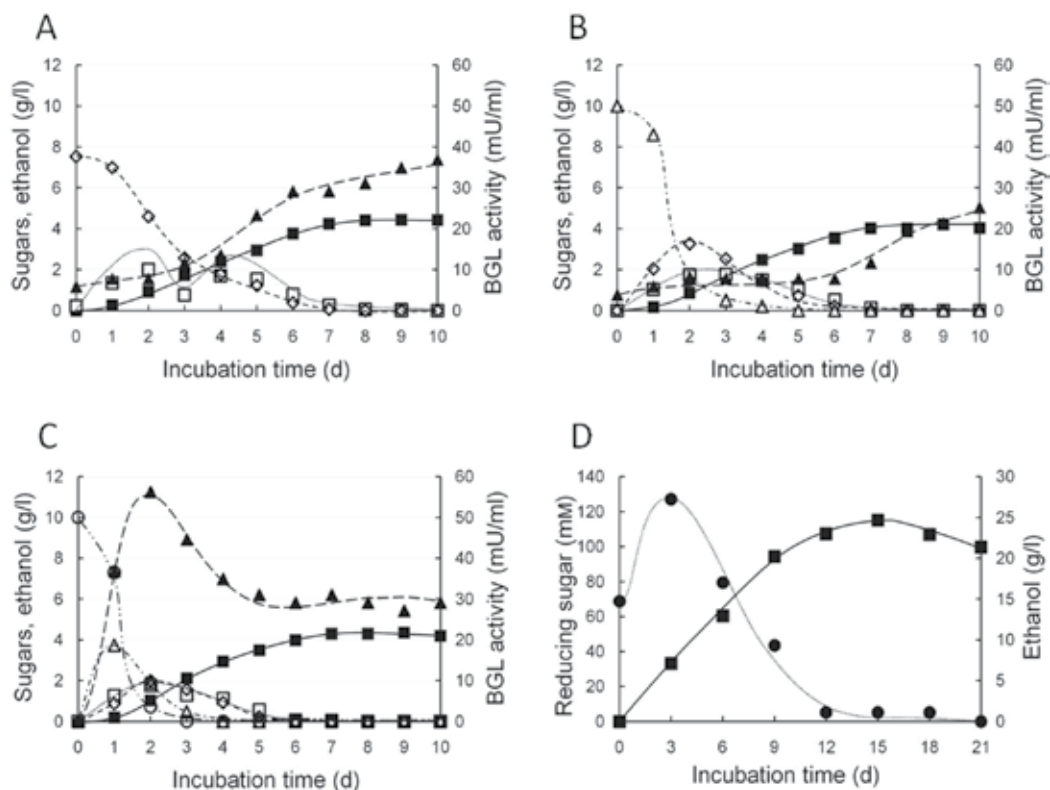 A
Sugars, ethanol (g/l)
12
10
8
6
4
2
0
60
50
40
30
20
10
0
BGL activity (mU/ml)
0 1 2 3 4 5 6 7 8 9 10
Incubation time (d)
B
Sugars, ethanol (g/l)
12
10
8
6
4
2
0
60
50
40
30
20
10
0
BGL activity (mU/ml)
0 1 2 3 4 5 6 7 8 9 10
Incubation time (d)
C
Sugars, ethanol (g/l)
12
10
8
6
4
2
0
60
50
40
30
20
10
0
BGL activity (mU/ml)
0 1 2 3 4 5 6 7 8 9 10
Incubation time (d)
D
Reducing sugar (mM)
140
120
100
80
60
40
20
0
30
25
20
15
10
5
0
Ethanol (g/l)
0 3 6 9 12 15 18 21
Incubation time (d)